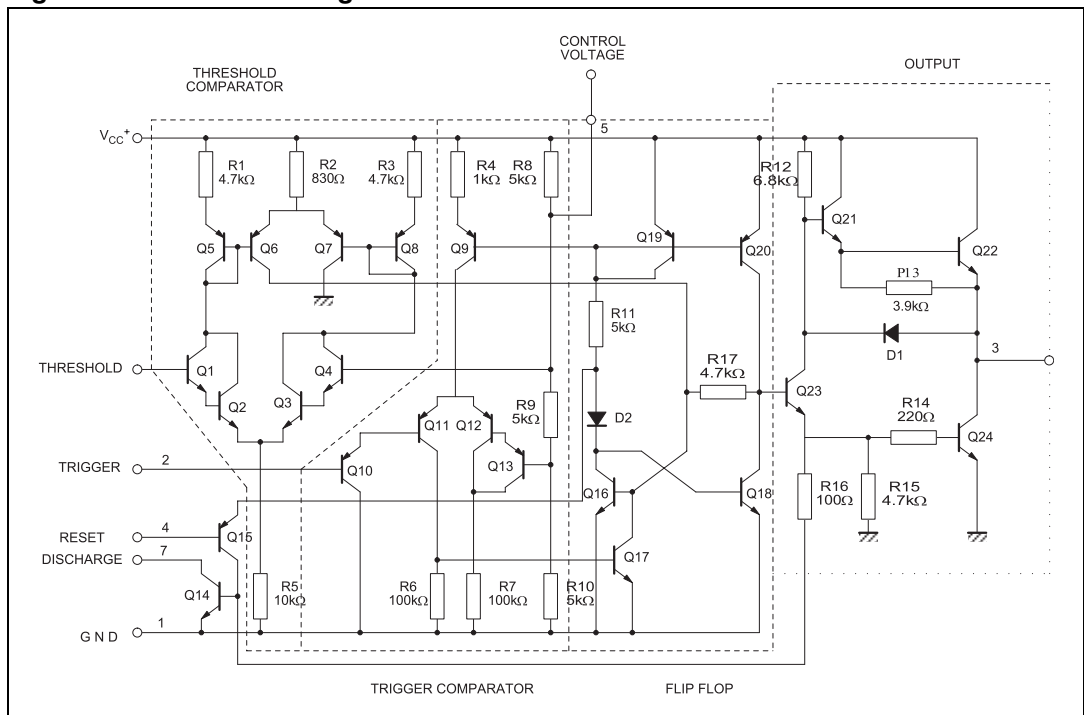 CONTROL
VOLTAGE
OUTPUT
THRESHOLD
COMPARATOR
5
VCC+
R1
4.7kΩ
R2
830Ω
R3
4.7kΩ
R4
1kΩ
R8
5kΩ
R12
6.8kΩ
Q5
Q6
Q7
Q8
Q9
Q19
Q20
Q21
Q22
P13
3.9kΩ
R11
5kΩ
D1
3
THRESHOLD
Q1
Q2
Q3
Q4
R17
4.7kΩ
Q23
R9
5kΩ
D2
R14
220Ω
Q24
Q11
Q12
Q13
TRIGGER
2
Q10
Q16
Q18
R16
100Ω
R15
4.7kΩ
RESET
4
Q15
DISCHARGE
7
Q17
Q14
R5
10kΩ
R6
100kΩ
R7
100kΩ
R10
5kΩ
GND
1
TRIGGER COMPARATOR
FLIP FLOP